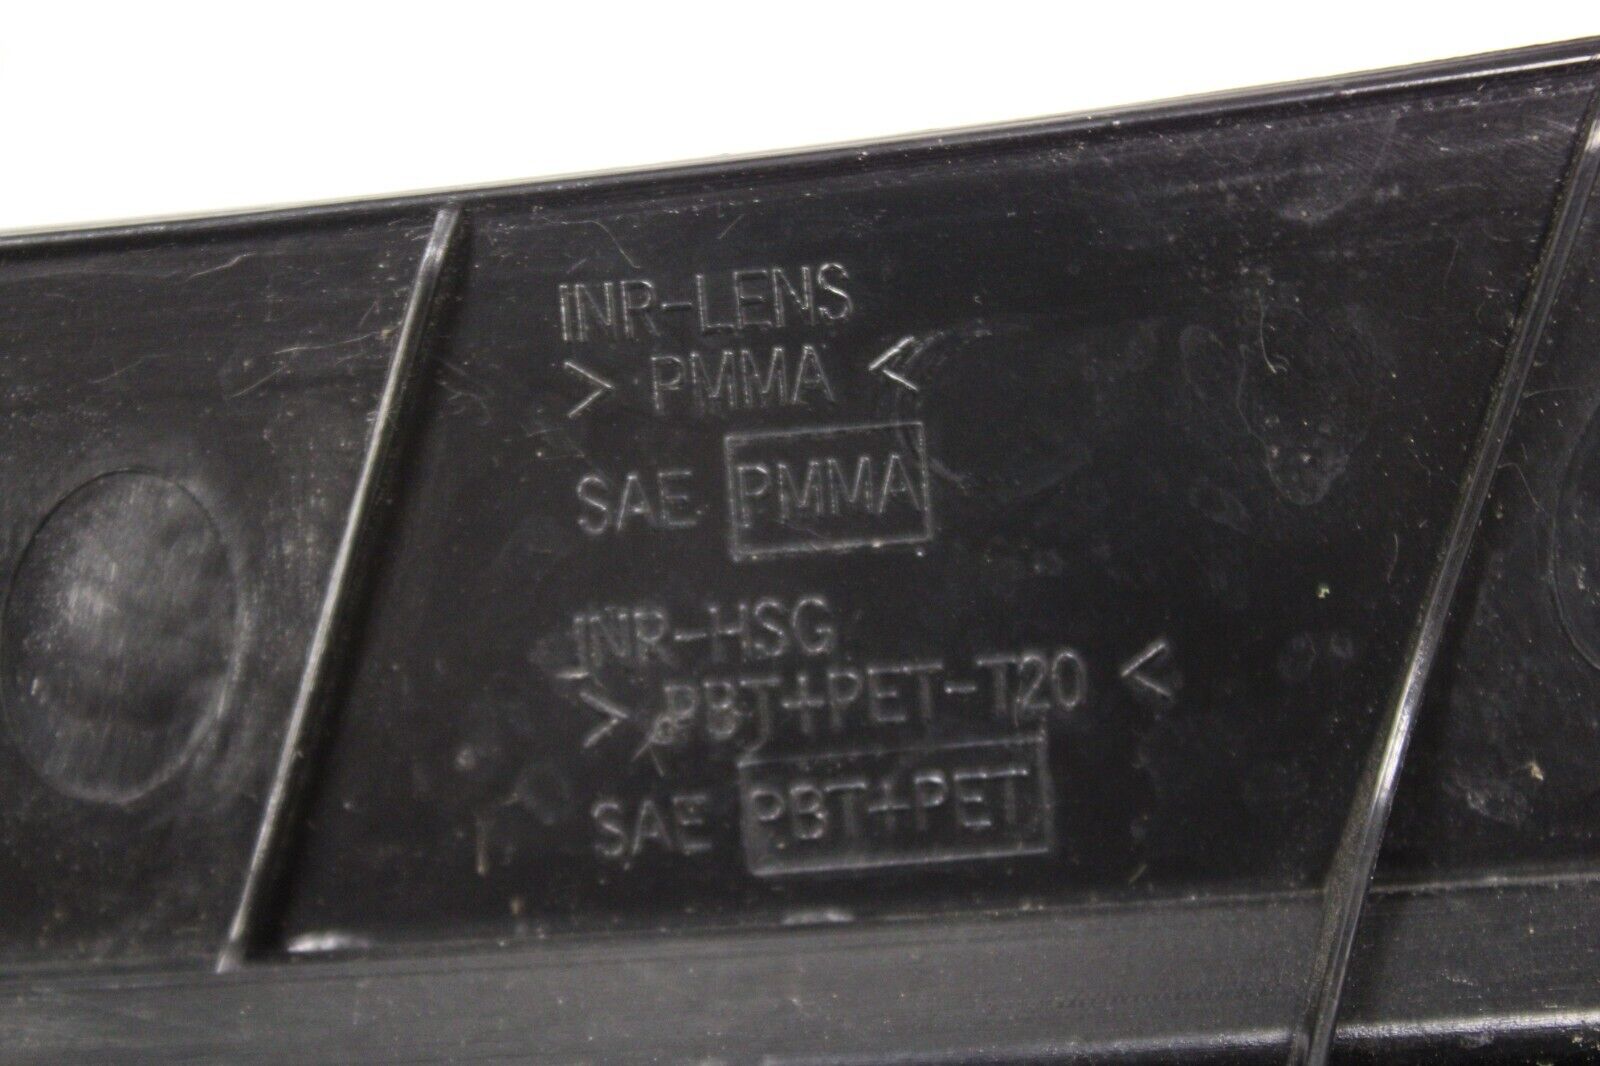 INR-LENS
> PMMA <
SAE PMMA
INR-HSG
> PBT+PET-T20 <
SAE PBT+PET